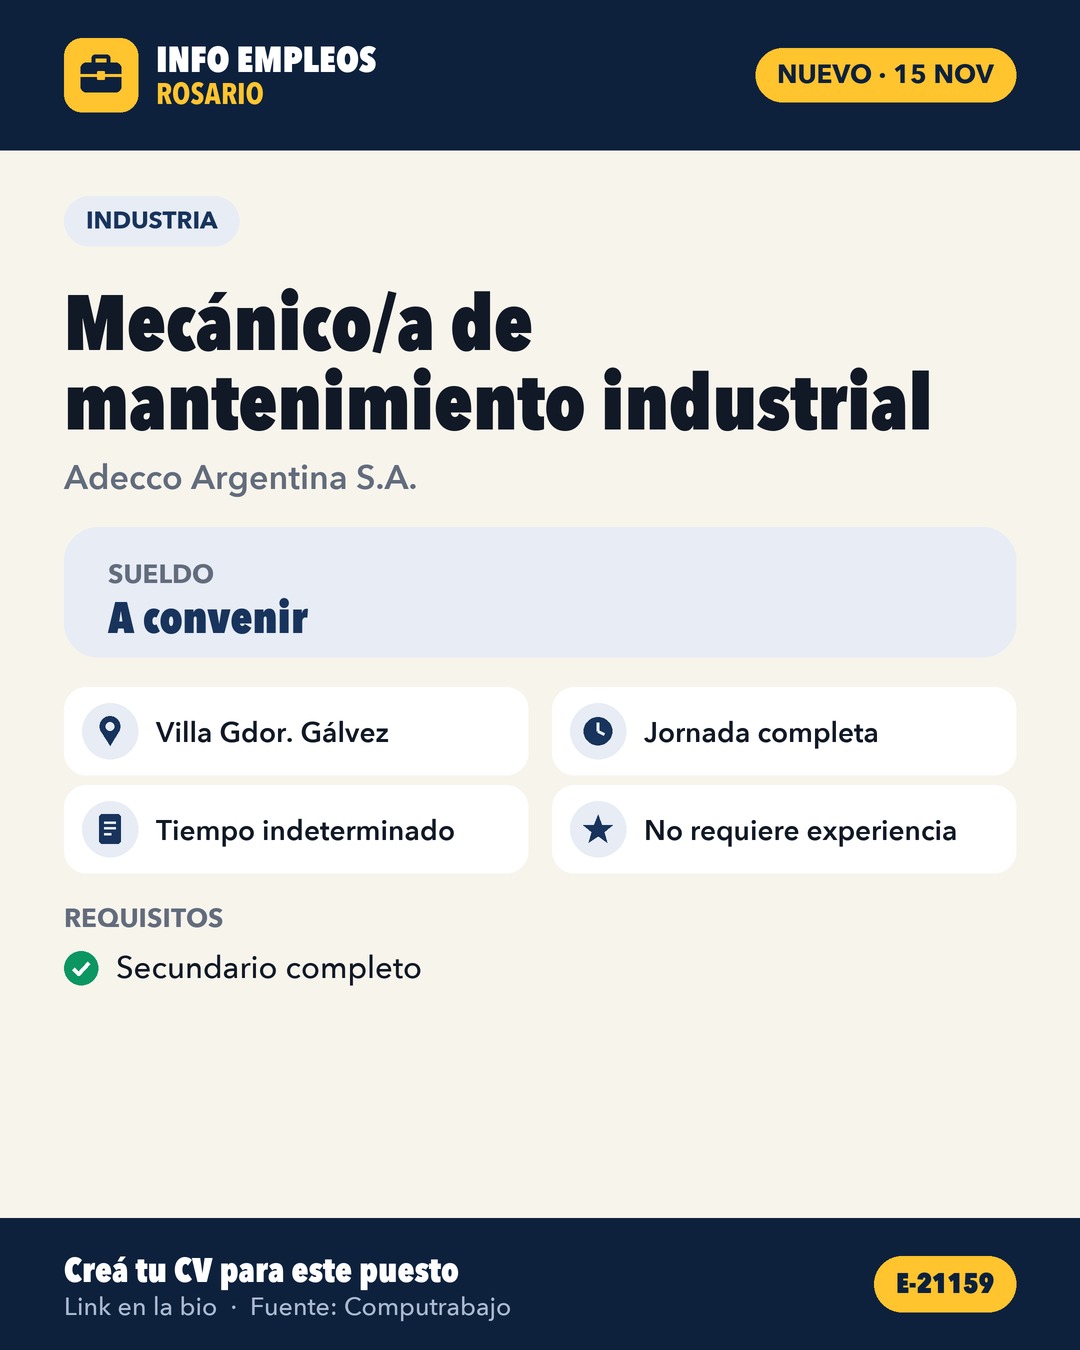 INFO EMPLEOS
ROSARIO
NUEVO · 15 NOV
INDUSTRIA
Mecánico/a de
mantenimiento industrial
Adecco Argentina S.A.
SUELDO
A convenir
Villa Gdor. Gálvez
Jornada completa
Tiempo indeterminado
No requiere experiencia
REQUISITOS
Secundario completo
Creá tu CV para este puesto
Link en la bio · Fuente: Computrabajo
E-21159